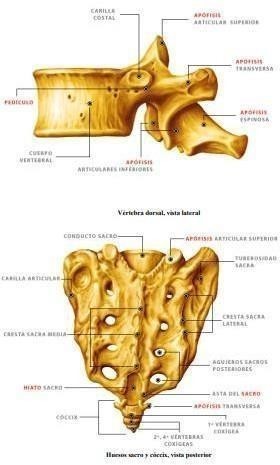 CARILLA
COSTAL
APÓFISIS
ARTICULAR SUPERIOR
APÓFISIS
TRANSVERSA
PEDÍCULO
APÓFISIS
ESPINOSA
CUERPO
VERTEBRAL
APÓFISIS
ARTICULARES INFERIORES
Vértebra dorsal, vista lateral
CONDUCTO SACRO
APÓFISIS ARTICULAR SUPERIOR
TUBEROSIDAD
SACRA
CARILLA ARTICULAR
CRESTA SACRA
LATERAL
CRESTA SACRA MEDIA
AGUJEROS SACROS
POSTERIORES
HIATO SACRO
ASTA DEL SACRO
APÓFISIS TRANSVERSA
CÓCCIX
1ª VÉRTEBRA
COXÍGEA
2ª, 4ª VÉRTEBRAS
COXÍGEAS
Huesos sacro y cóccix, vista posterior